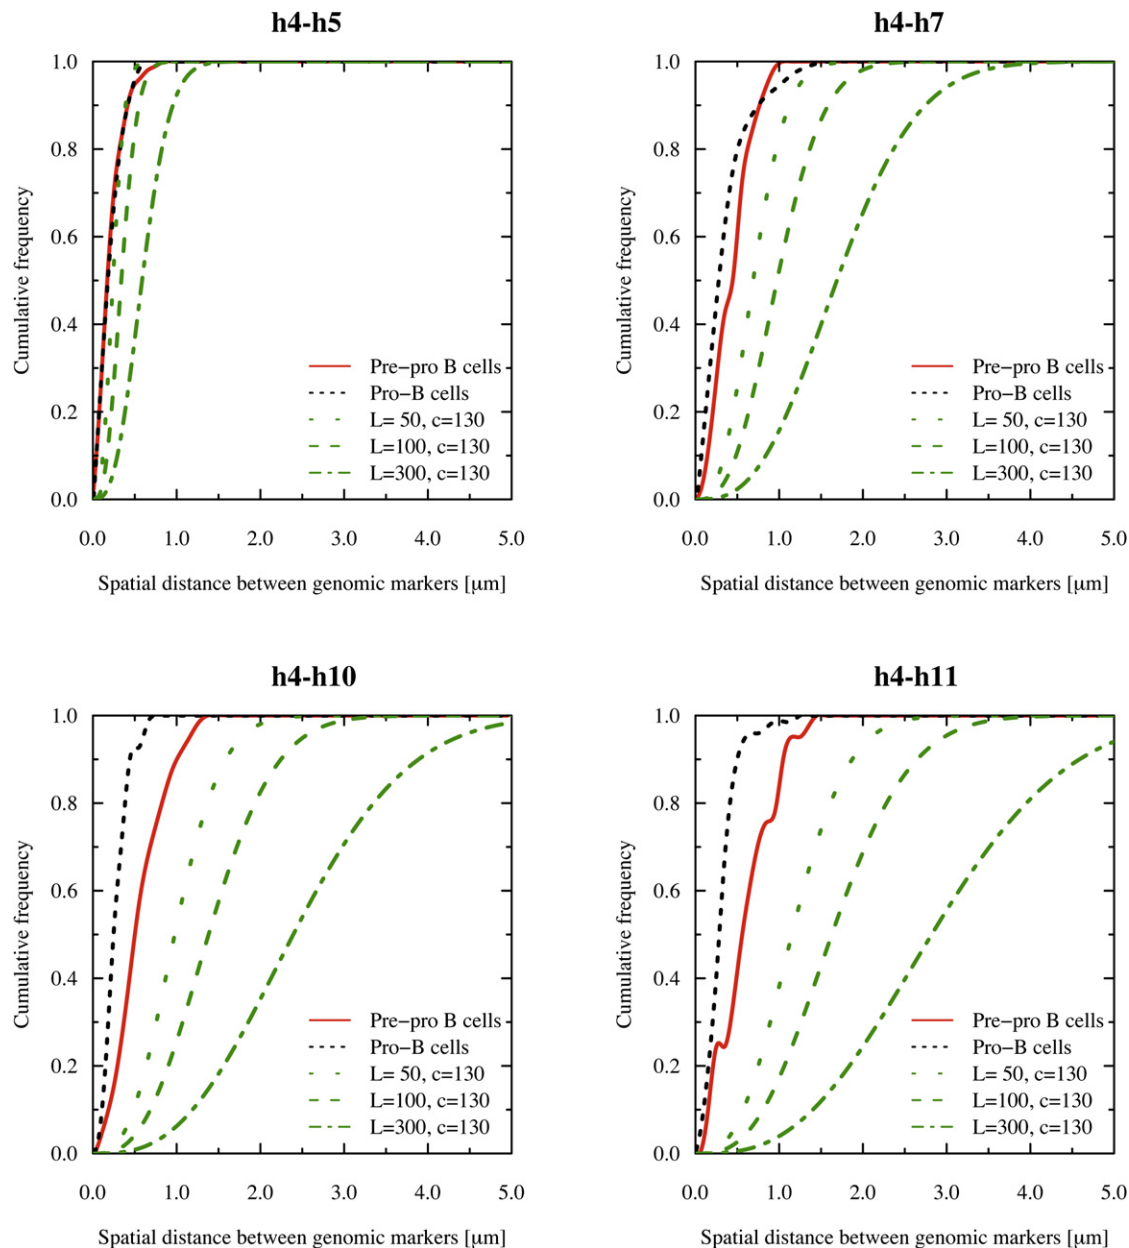 h4-h5
1.0
0.8
0.6
0.4
0.2
0.0
Cumulative frequency
Pre-pro B cells
Pro-B cells
L= 50, c=130
L=100, c=130
L=300, c=130
0.0 1.0 2.0 3.0 4.0 5.0
Spatial distance between genomic markers [μm]
h4-h7
1.0
0.8
0.6
0.4
0.2
0.0
Cumulative frequency
Pre-pro B cells
Pro-B cells
L= 50, c=130
L=100, c=130
L=300, c=130
0.0 1.0 2.0 3.0 4.0 5.0
Spatial distance between genomic markers [μm]
h4-h10
1.0
0.8
0.6
0.4
0.2
0.0
Cumulative frequency
Pre-pro B cells
Pro-B cells
L= 50, c=130
L=100, c=130
L=300, c=130
0.0 1.0 2.0 3.0 4.0 5.0
Spatial distance between genomic markers [μm]
h4-h11
1.0
0.8
0.6
0.4
0.2
0.0
Cumulative frequency
Pre-pro B cells
Pro-B cells
L= 50, c=130
L=100, c=130
L=300, c=130
0.0 1.0 2.0 3.0 4.0 5.0
Spatial distance between genomic markers [μm]